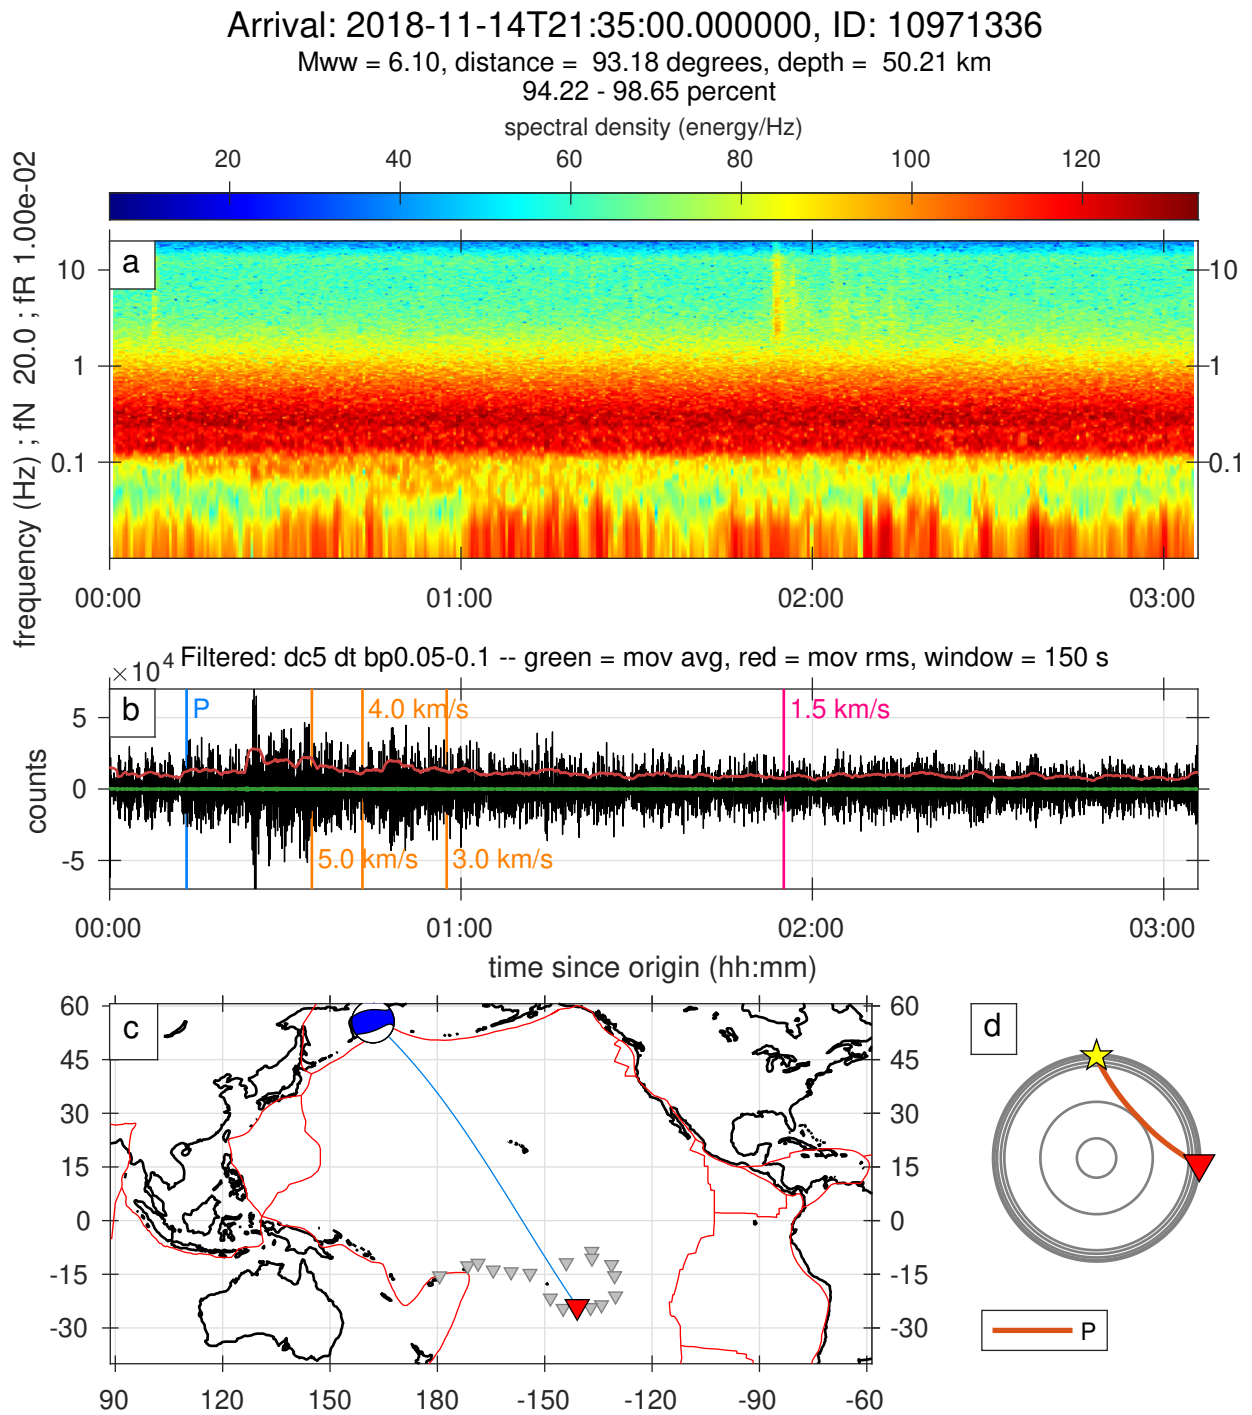 Arrival: 2018-11-14T21:35:00.000000, ID: 10971336
Mww = 6.10, distance =  93.18 degrees, depth =  50.21 km
94.22 - 98.65 percent
spectral density (energy/Hz)
20 40 60 80 100 120
frequency (Hz) ; fN  20.0 ; fR 1.00e-02
a
10 10
1 1
0.1 0.1
00:00 01:00 02:00 03:00
×10^4 Filtered: dc5 dt bp0.05-0.1 -- green = mov avg, red = mov rms, window = 150 s
b P 4.0 km/s 1.5 km/s
counts
5
0
-5
5.0 km/s 3.0 km/s
00:00 01:00 02:00 03:00
time since origin (hh:mm)
c d
60 60
45 45
30 30
15 15
0 0
-15 -15
-30 -30
90 120 150 180 -150 -120 -90 -60
P